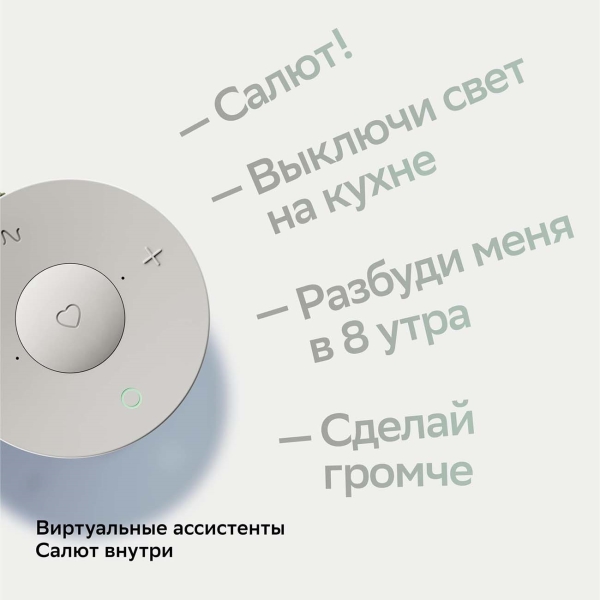 — Салют!
— Выключи свет
на кухне
— Разбуди меня
в 8 утра
— Сделай
громче
Виртуальные ассистенты
Салют внутри